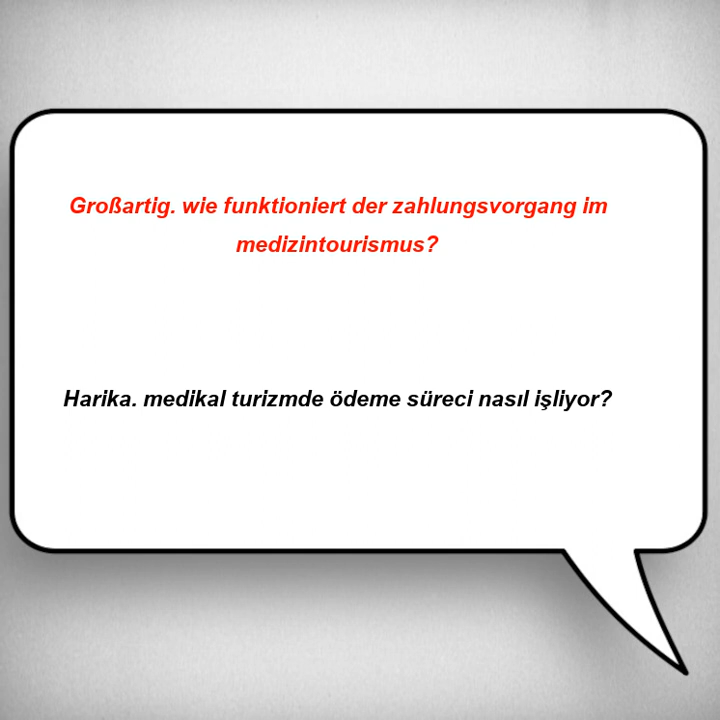 Großartig. wie funktioniert der zahlungsvorgang im
medizintourismus?
Harika. medikal turizmde ödeme süreci nasıl işliyor?